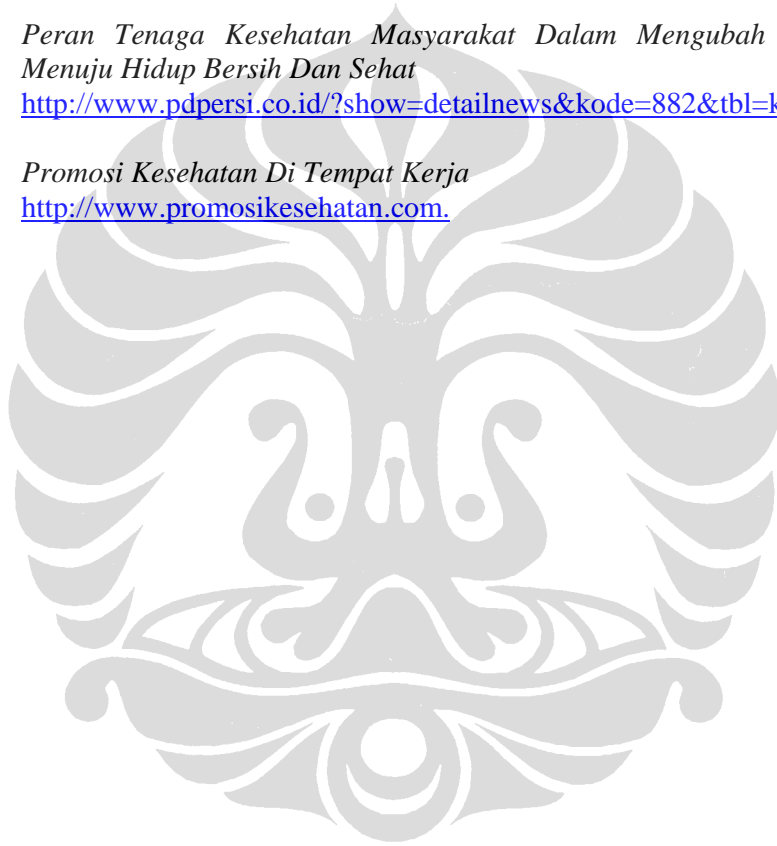 Peran Tenaga Kesehatan Masyarakat Dalam Mengubah
Menuju Hidup Bersih Dan Sehat
http://www.pdpersi.co.id/?show=detailnews&kode=882&tbl=k
Promosi Kesehatan Di Tempat Kerja
http://www.promosikesehatan.com.